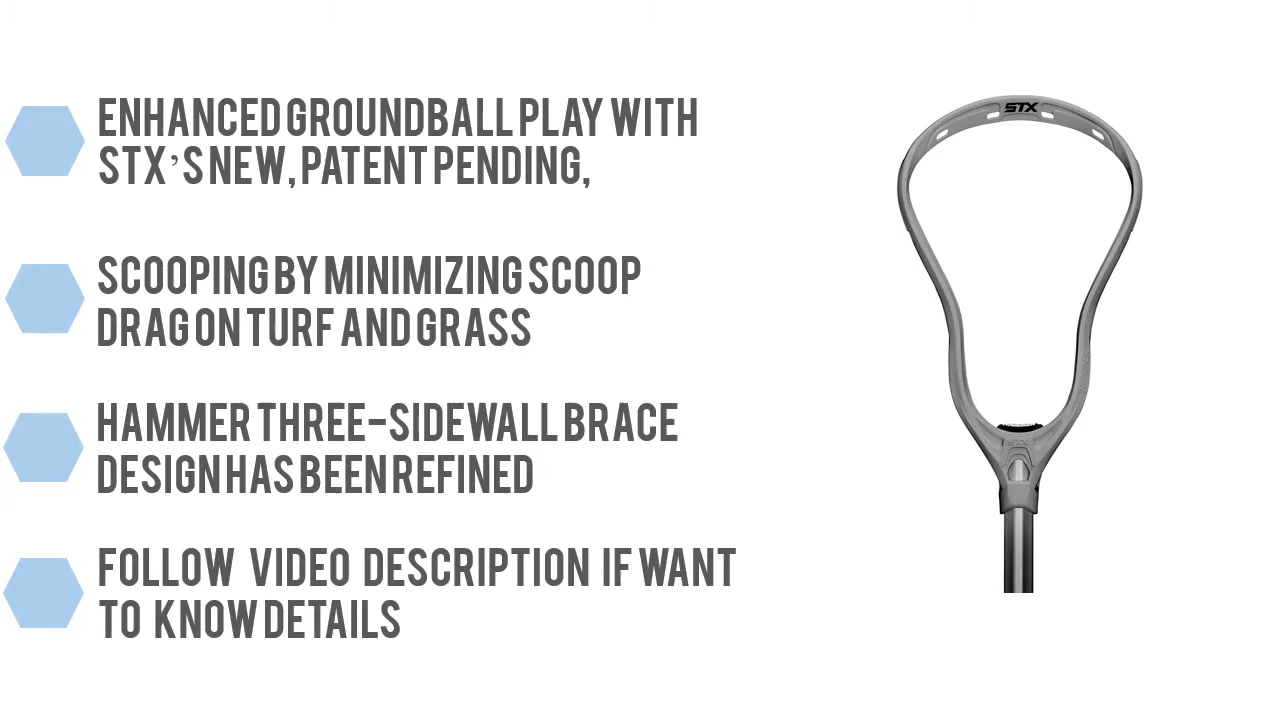 ENHANCED GROUNDBALL PLAY WITH
STX’S NEW, PATENT PENDING,
SCOOPING BY MINIMIZING SCOOP
DRAG ON TURF AND GRASS
HAMMER THREE-SIDEWALL BRACE
DESIGN HAS BEEN REFINED
FOLLOW VIDEO DESCRIPTION IF WANT
TO KNOW DETAILS
STX
STX